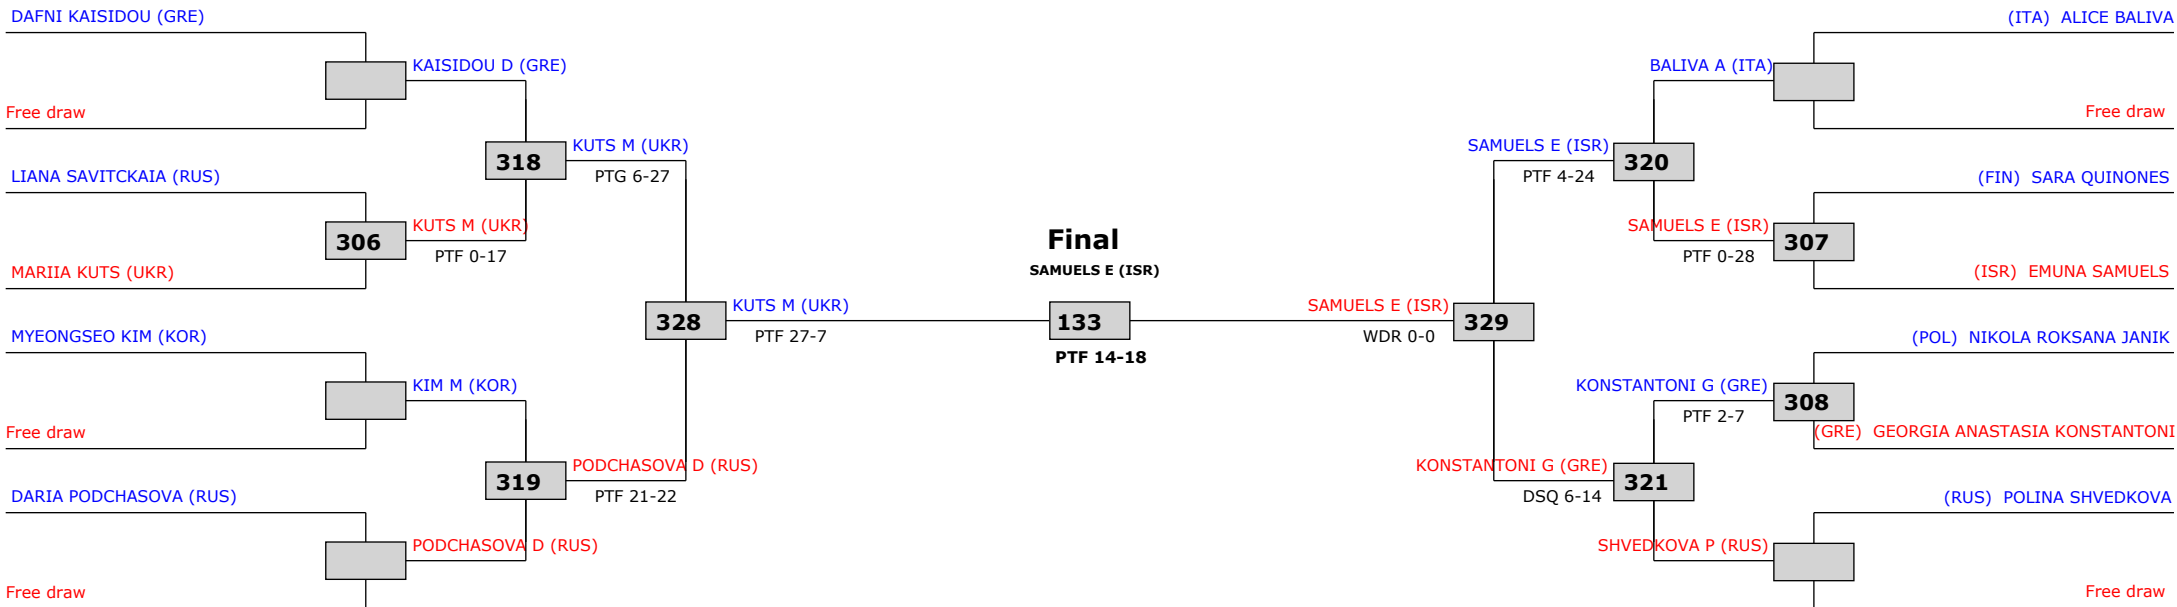 DAFNI KAISIDOU (GRE)
(ITA) ALICE BALIVA
KAISIDOU D (GRE)
BALIVA A (ITA)
Free draw
Free draw
318
KUTS M (UKR)
PTG 6-27
SAMUELS E (ISR)
PTF 4-24
320
LIANA SAVITCKAIA (RUS)
(FIN) SARA QUINONES
306
KUTS M (UKR)
PTF 0-17
SAMUELS E (ISR)
PTF 0-28
307
MARIIA KUTS (UKR)
(ISR) EMUNA SAMUELS
Final
SAMUELS E (ISR)
328
KUTS M (UKR)
PTF 27-7
133
PTF 14-18
SAMUELS E (ISR)
WDR 0-0
329
MYEONGSEO KIM (KOR)
(POL) NIKOLA ROKSANA JANIK
KIM M (KOR)
KONSTANTONI G (GRE)
PTF 2-7
308
Free draw
(GRE) GEORGIA ANASTASIA KONSTANTONI
319
PODCHASOVA D (RUS)
PTF 21-22
KONSTANTONI G (GRE)
DSQ 6-14
321
DARIA PODCHASOVA (RUS)
(RUS) POLINA SHVEDKOVA
PODCHASOVA D (RUS)
SHVEDKOVA P (RUS)
Free draw
Free draw